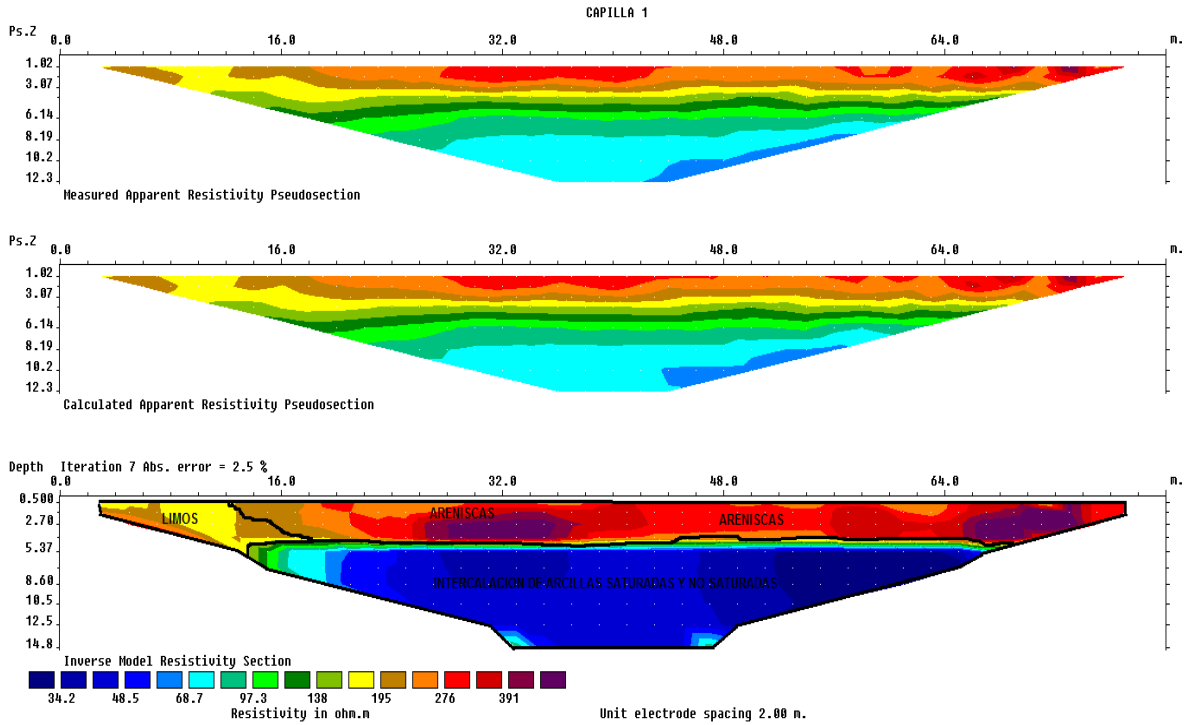 CAPILLA 1
Ps.Z 0.0 16.0 32.0 48.0 64.0 m.
1.02
3.07
6.14
8.19
10.2
12.3
Measured Apparent Resistivity Pseudosection
Ps.Z 0.0 16.0 32.0 48.0 64.0 m.
1.02
3.07
6.14
8.19
10.2
12.3
Calculated Apparent Resistivity Pseudosection
Depth Iteration 7 Abs. error = 2.5 %
0.0 16.0 32.0 48.0 64.0 m.
0.500
2.70
LIMOS ARENISCAS ARENISCAS
5.37
8.60 INTERCALACION DE ARCILLAS SATURADAS Y NO SATURADAS
10.5
12.5
14.8
Inverse Model Resistivity Section
34.2 48.5 68.7 97.3 138 195 276 391
Resistivity in ohm.m Unit electrode spacing 2.00 m.